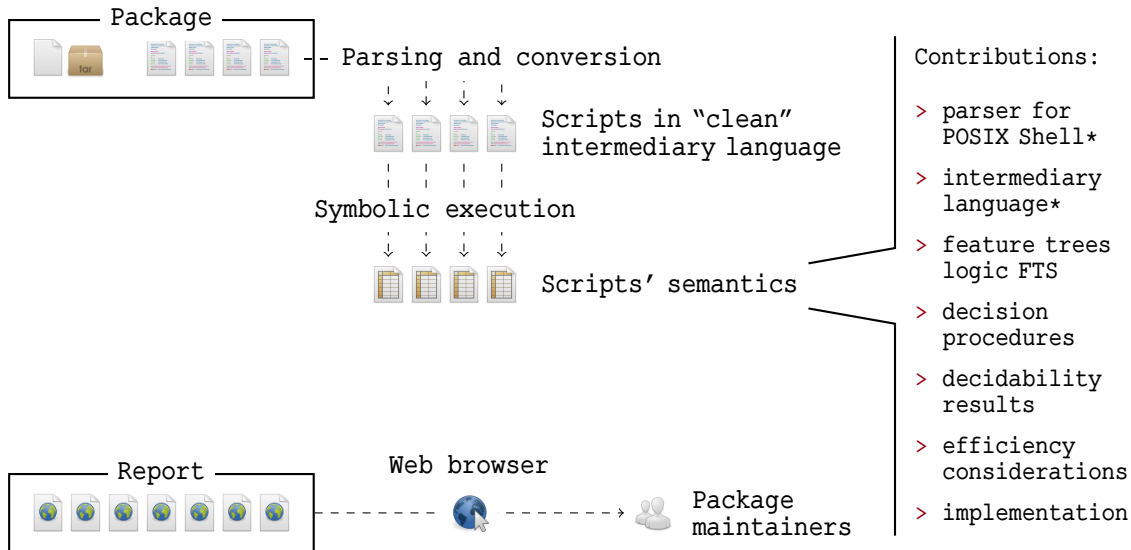 Package
tar
Parsing and conversion
Scripts in “clean”
intermediary language
Symbolic execution
Scripts’ semantics
Report
Web browser
Package
maintainers
Contributions:
> parser for
POSIX Shell*
> intermediary
language*
> feature trees
logic FTS
> decision
procedures
> decidability
results
> efficiency
considerations
> implementation